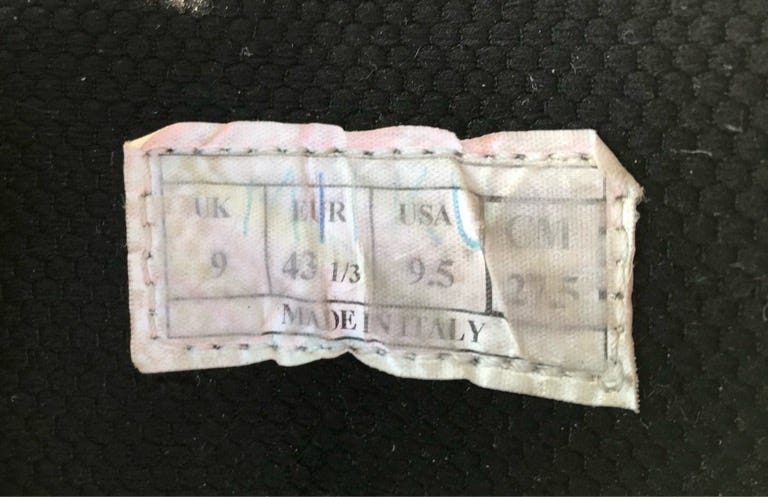 UK EUR USA CM
9 43 1/3 9.5 27.5
MADE IN ITALY